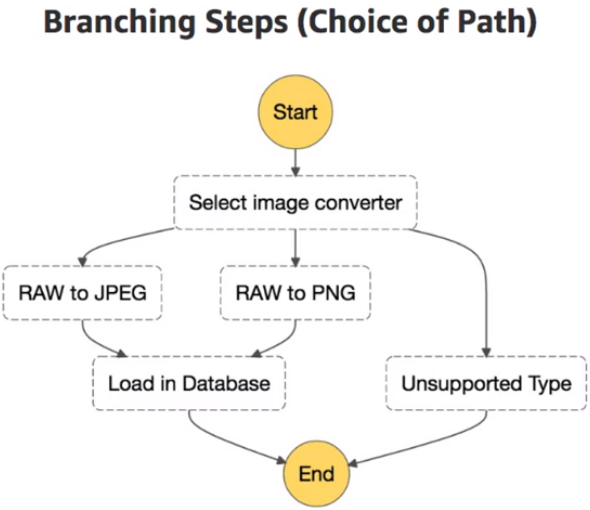 Branching Steps (Choice of Path)
Start
Select image converter
RAW to JPEG
RAW to PNG
Load in Database
Unsupported Type
End